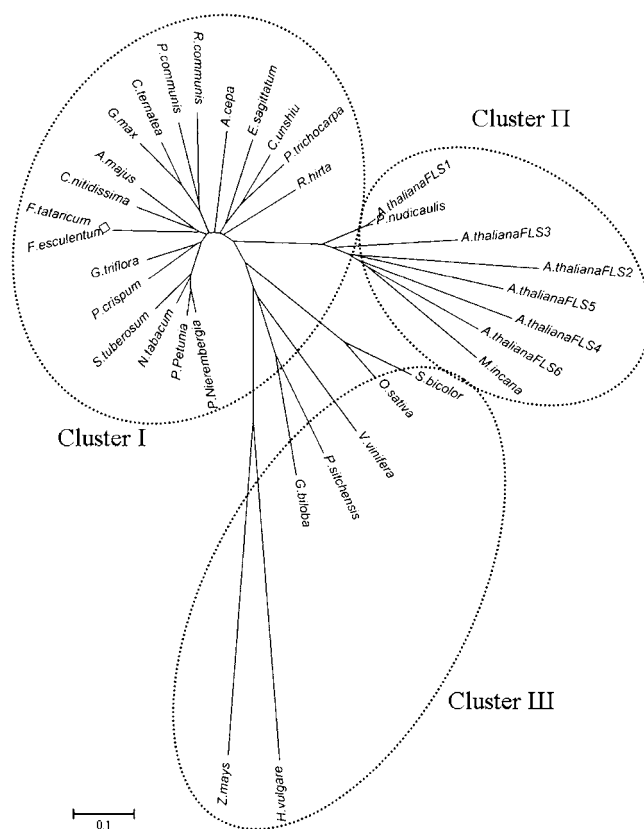 R.communis
P.communis
C.ternatea
G.max
A.majus
C.nitidissima
F.tatancum
F.esculentum
G.triflora
P.crispum
S.tuberosum
N.tabacum
P.Petunia
P.Nierembergia
A.cepa
E.sagittatum
C.unshiu
P.trichocarpa
R.hirta
Cluster I
Cluster II
A.thalianaFLS1
P.nudicaulis
A.thalianaFLS3
A.thalianaFLS2
A.thalianaFLS5
A.thalianaFLS4
A.thalianaFLS6
M.incana
S.bicolor
O.sativa
V.vinifera
P.sitchensis
G.biloba
Cluster III
Z.mays
H.vulgare
0.1